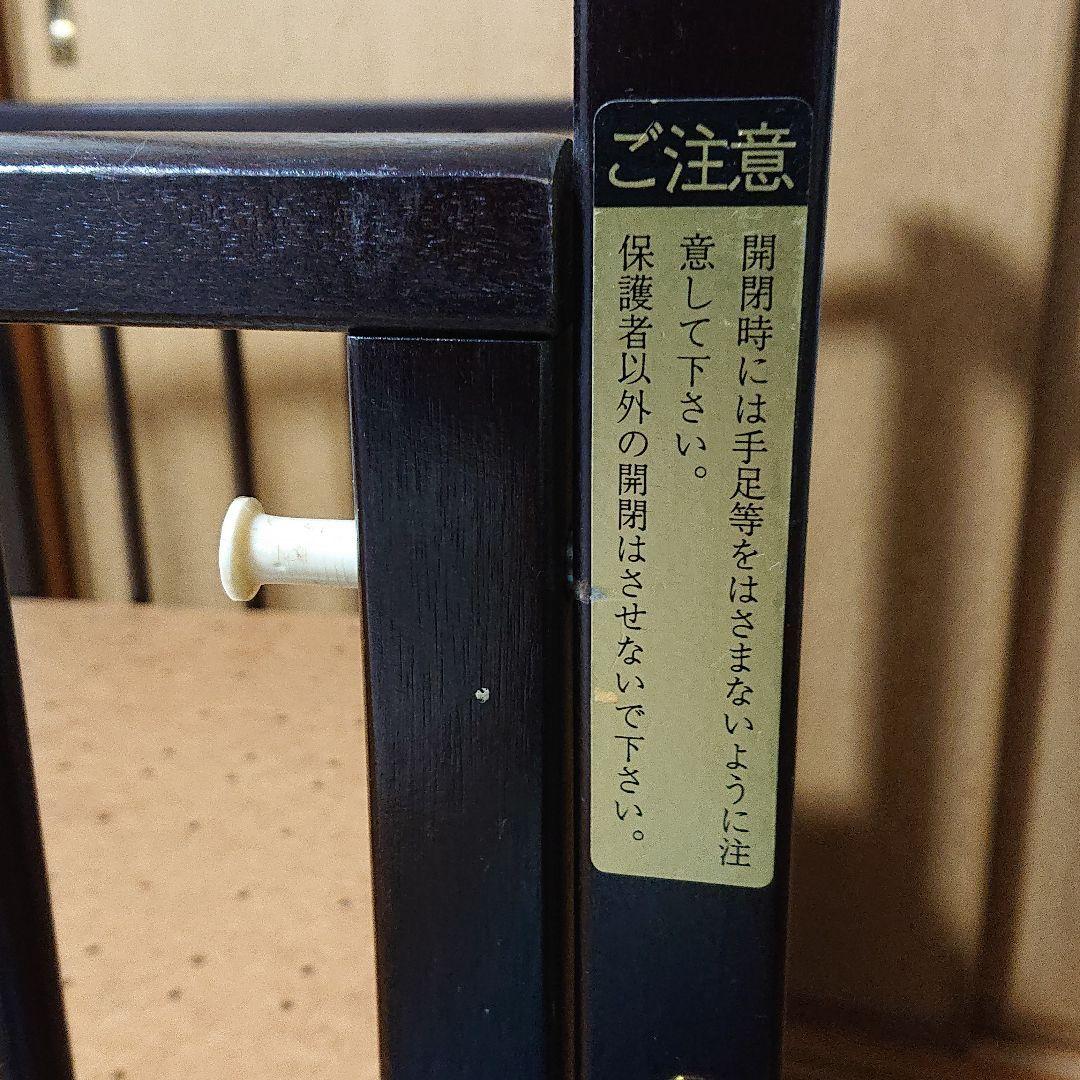 ご注意
開閉時には手足等をはさまないように注
意して下さい。
保護者以外の開閉はさせないで下さい。